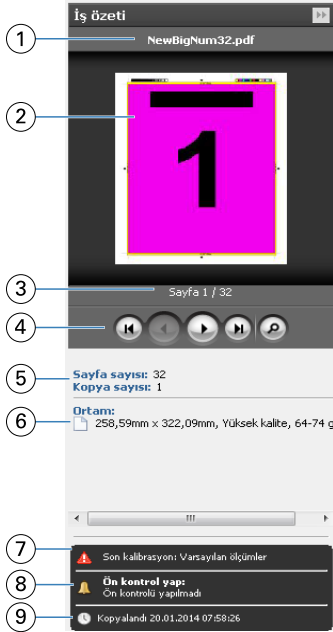 İş özeti
1 NewBigNum32.pdf
2
1
3 Sayfa 1 / 32
4
5 Sayfa sayısı: 32
Kopya sayısı: 1
6 Ortam:
258,59mm x 322,09mm, Yüksek kalite, 64-74 g
7 Son kalibrasyon: Varsayılan ölçümler
8 Ön kontrol yap:
Ön kontrolü yapılmadı
9 Kopyalandı 20.01.2014 07:58:26